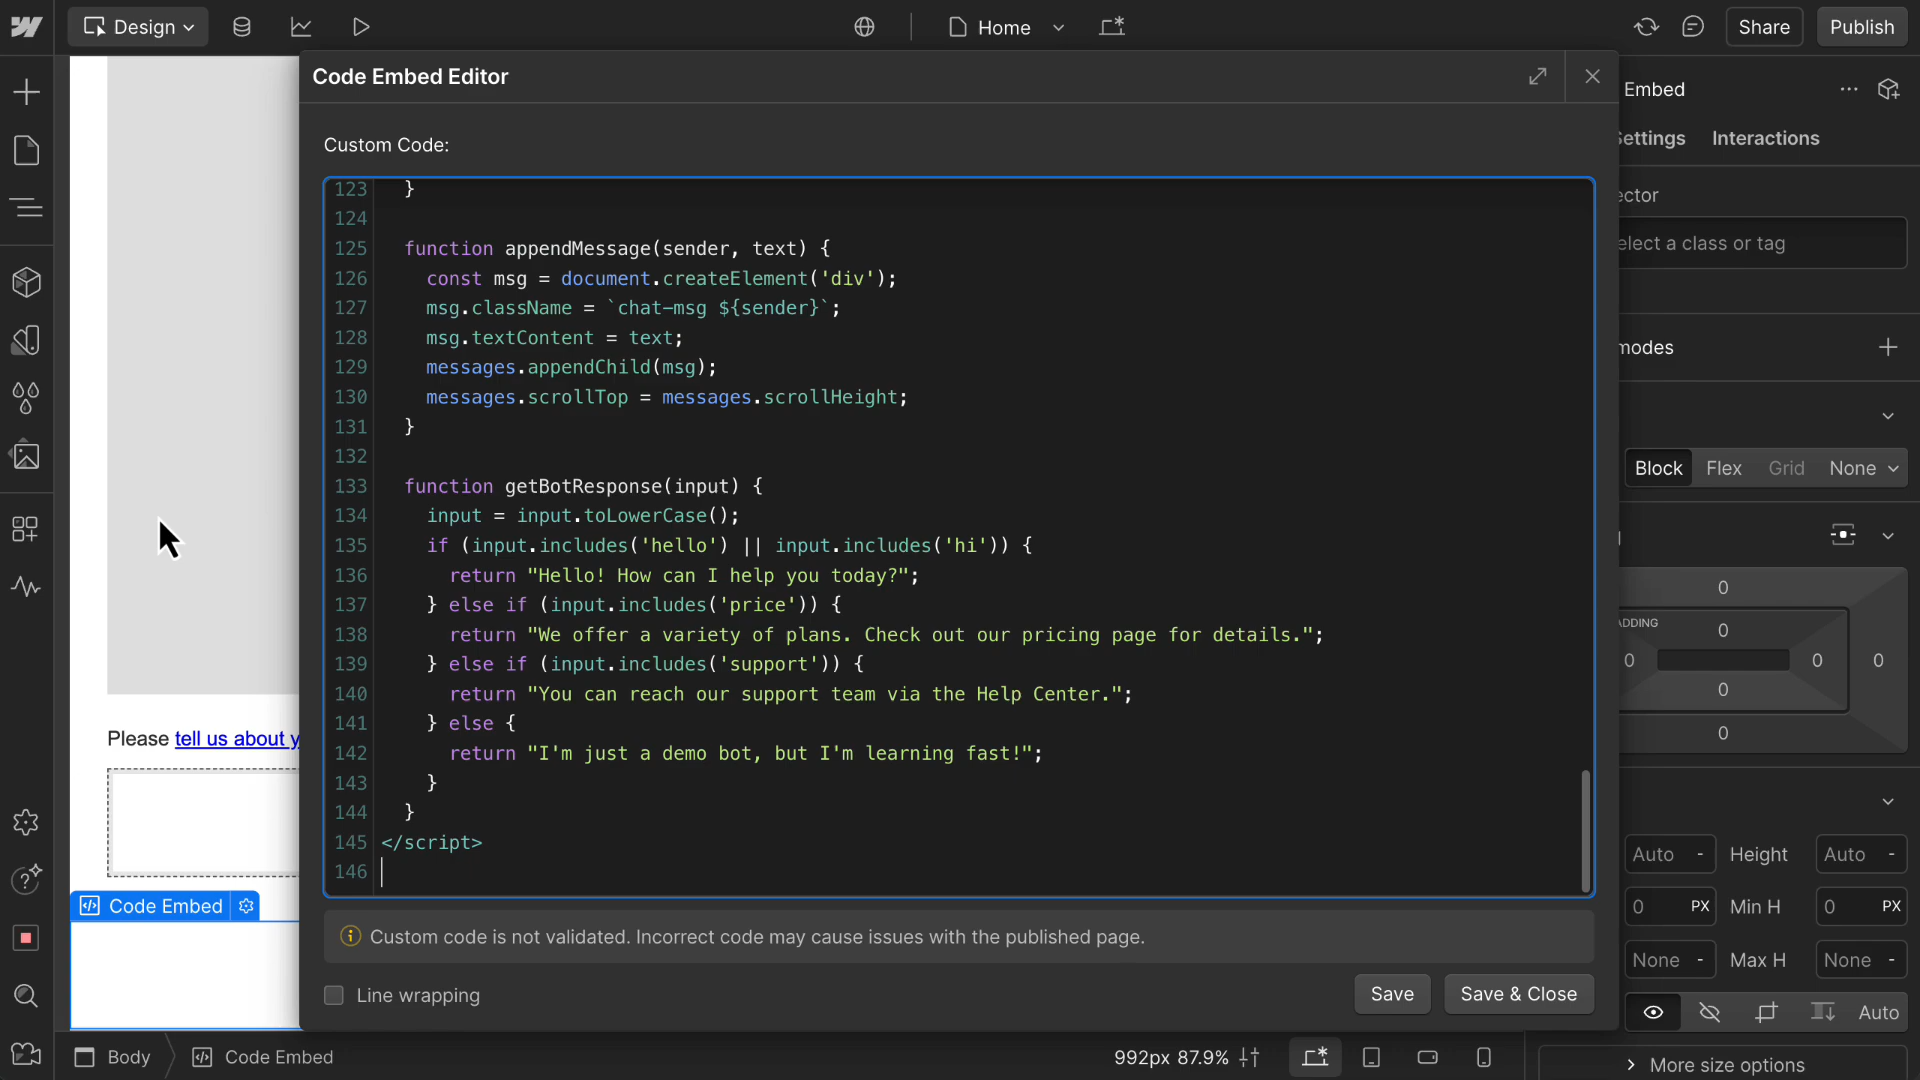 Design
Home
Share
Publish
Code Embed Editor
Embed
Settings
Interactions
Custom Code:
ector
elect a class or tag
modes
Block
Flex
Grid
None
123 }
124
125 function appendMessage(sender, text) {
126 const msg = document.createElement('div');
127 msg.className = `chat-msg ${sender}`;
128 msg.textContent = text;
129 messages.appendChild(msg);
130 messages.scrollTop = messages.scrollHeight;
131 }
132
133 function getBotResponse(input) {
134 input = input.toLowerCase();
135 if (input.includes('hello') || input.includes('hi')) {
136 return "Hello! How can I help you today?";
137 } else if (input.includes('price')) {
138 return "We offer a variety of plans. Check out our pricing page for details.";
139 } else if (input.includes('support')) {
140 return "You can reach our support team via the Help Center.";
141 } else {
142 return "I'm just a demo bot, but I'm learning fast!";
143 }
144 }
145 </script>
146
0
ADDING
0
0
0
0
0
0
Please tell us about y
Code Embed
Custom code is not validated. Incorrect code may cause issues with the published page.
Line wrapping
Save
Save & Close
Auto -
Height
Auto -
0 PX
Min H
0 PX
None -
Max H
None -
Auto
More size options
Body
Code Embed
992px 87.9%